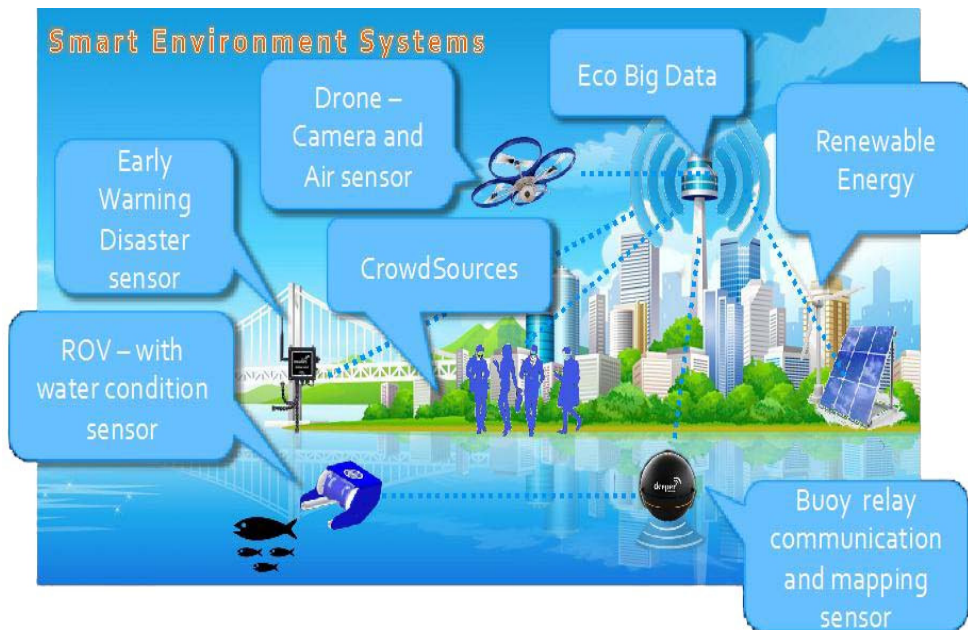 Smart Environment Systems
Drone –
Camera and
Air sensor
Eco Big Data
Renewable
Energy
Early
Warning
Disaster
sensor
CrowdSources
ROV – with
water condition
sensor
deeper
Buoy relay
communication
and mapping
sensor